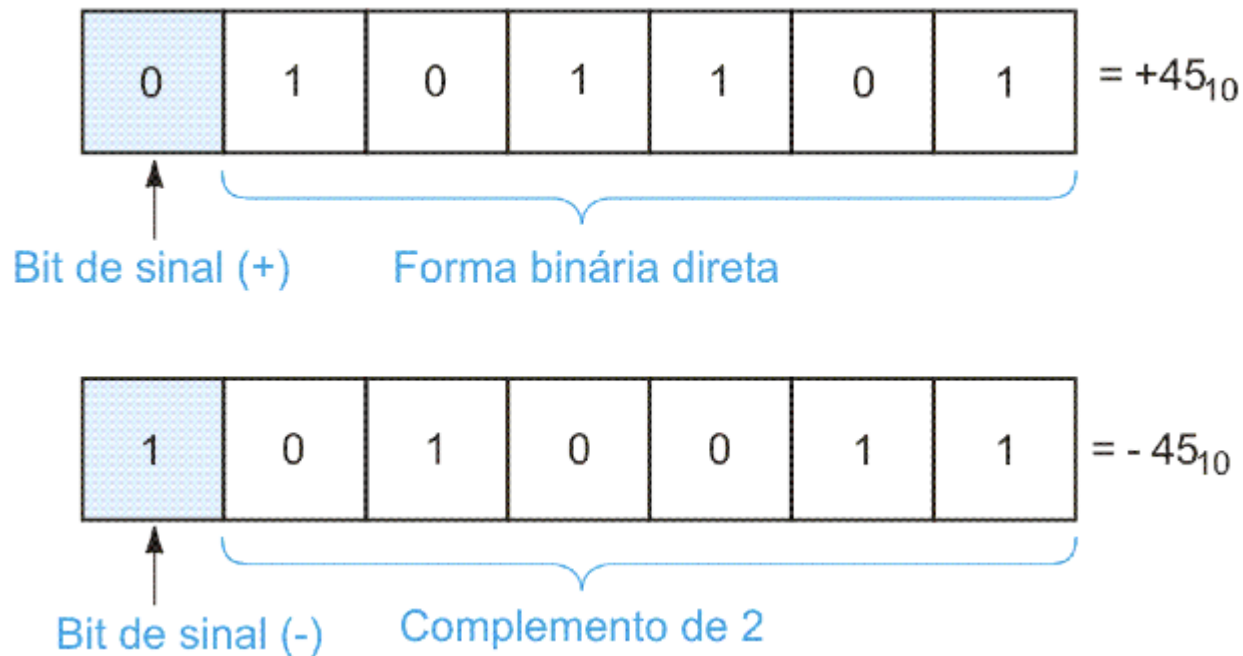 0 1 0 1 1 0 1 = +45₁₀
Bit de sinal (+) Forma binária direta
1 0 1 0 0 1 1 = - 45₁₀
Bit de sinal (-) Complemento de 2